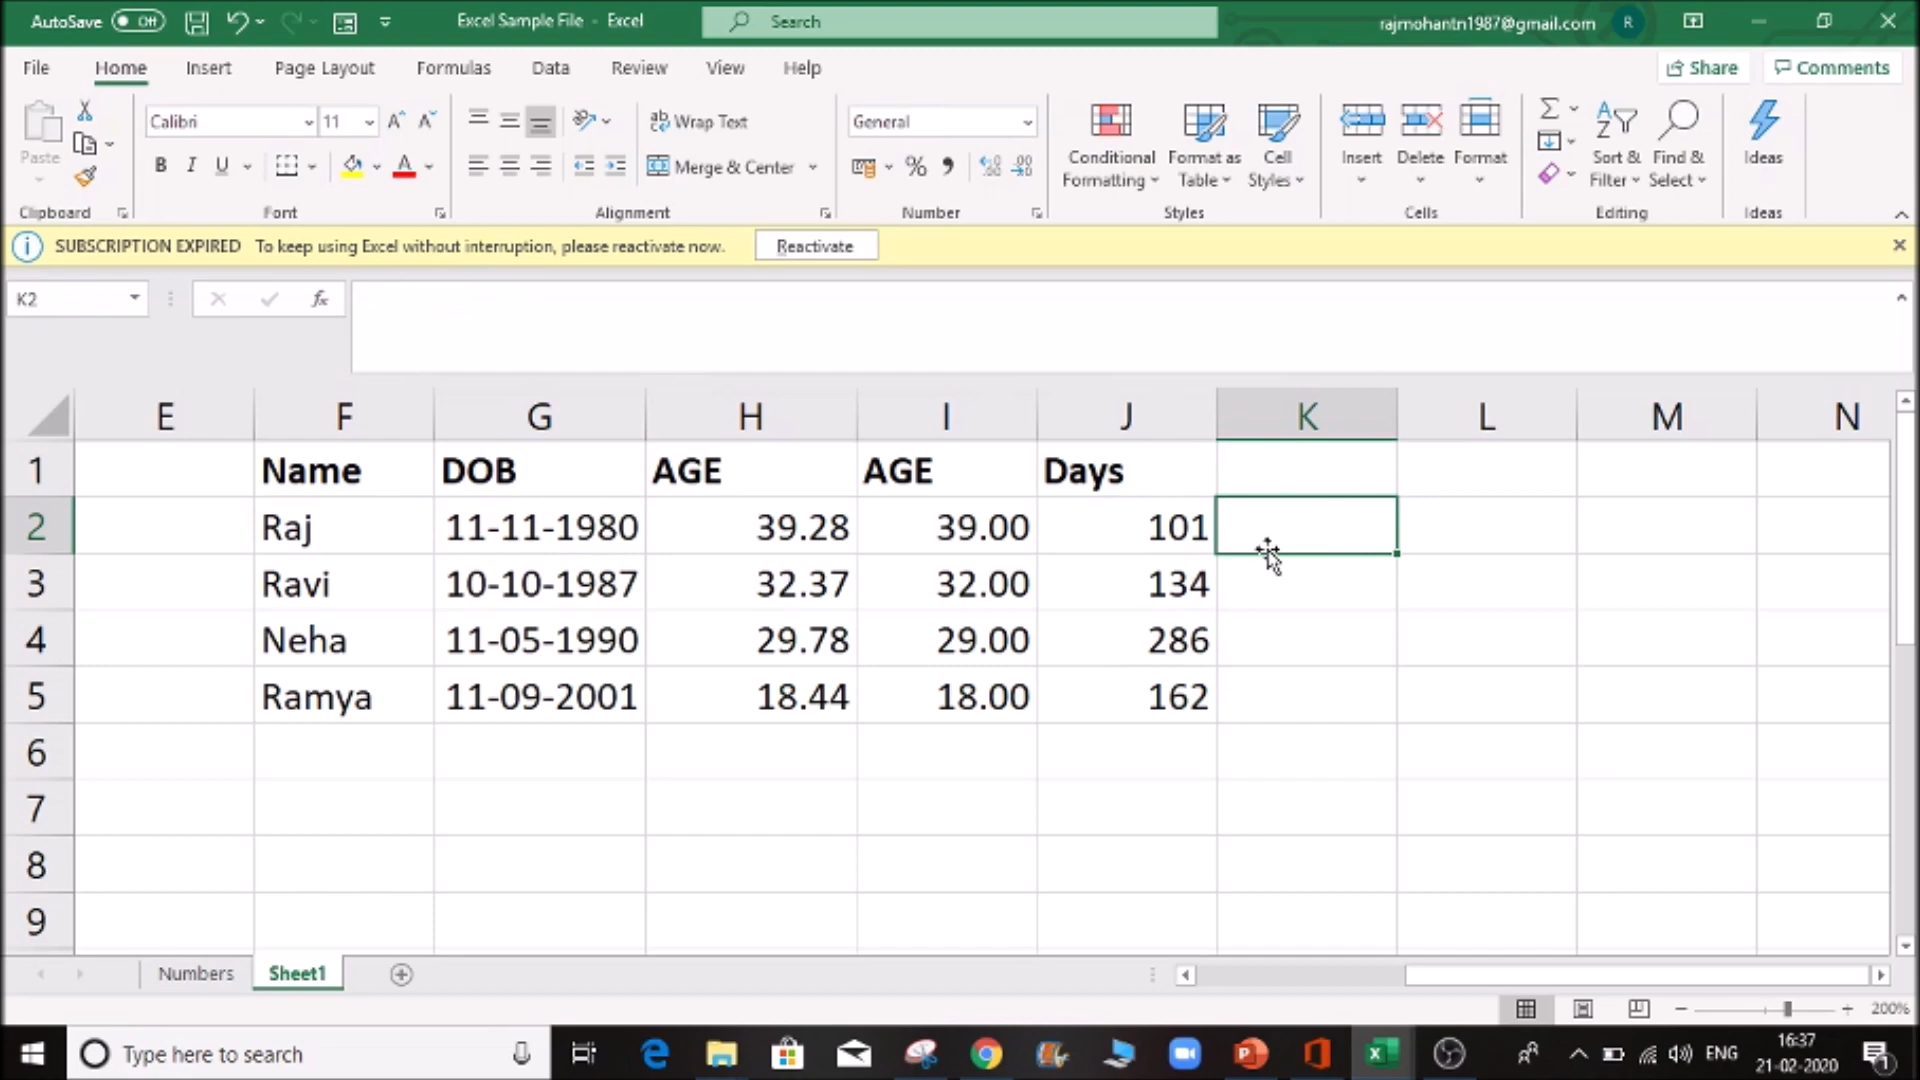 AutoSave Off Excel Sample File - Excel Search rajmohantn1987@gmail.com R
File Home Insert Page Layout Formulas Data Review View Help Share Comments
Paste Calibri 11 A A ab Wrap Text General Conditional Formatting Format as Table Cell Styles Insert Delete Format Sort & Filter Find & Select Ideas
B I U A Merge & Center %
Clipboard Font Alignment Number Styles Cells Editing Ideas
SUBSCRIPTION EXPIRED To keep using Excel without interruption, please reactivate now. Reactivate
K2 fx
E F G H I J K L M N
1 Name DOB AGE AGE Days
2 Raj 11-11-1980 39.28 39.00 101
3 Ravi 10-10-1987 32.37 32.00 134
4 Neha 11-05-1990 29.78 29.00 286
5 Ramya 11-09-2001 18.44 18.00 162
6
7
8
9
Numbers Sheet1
200%
Type here to search ENG 16:37
21-02-2020
1